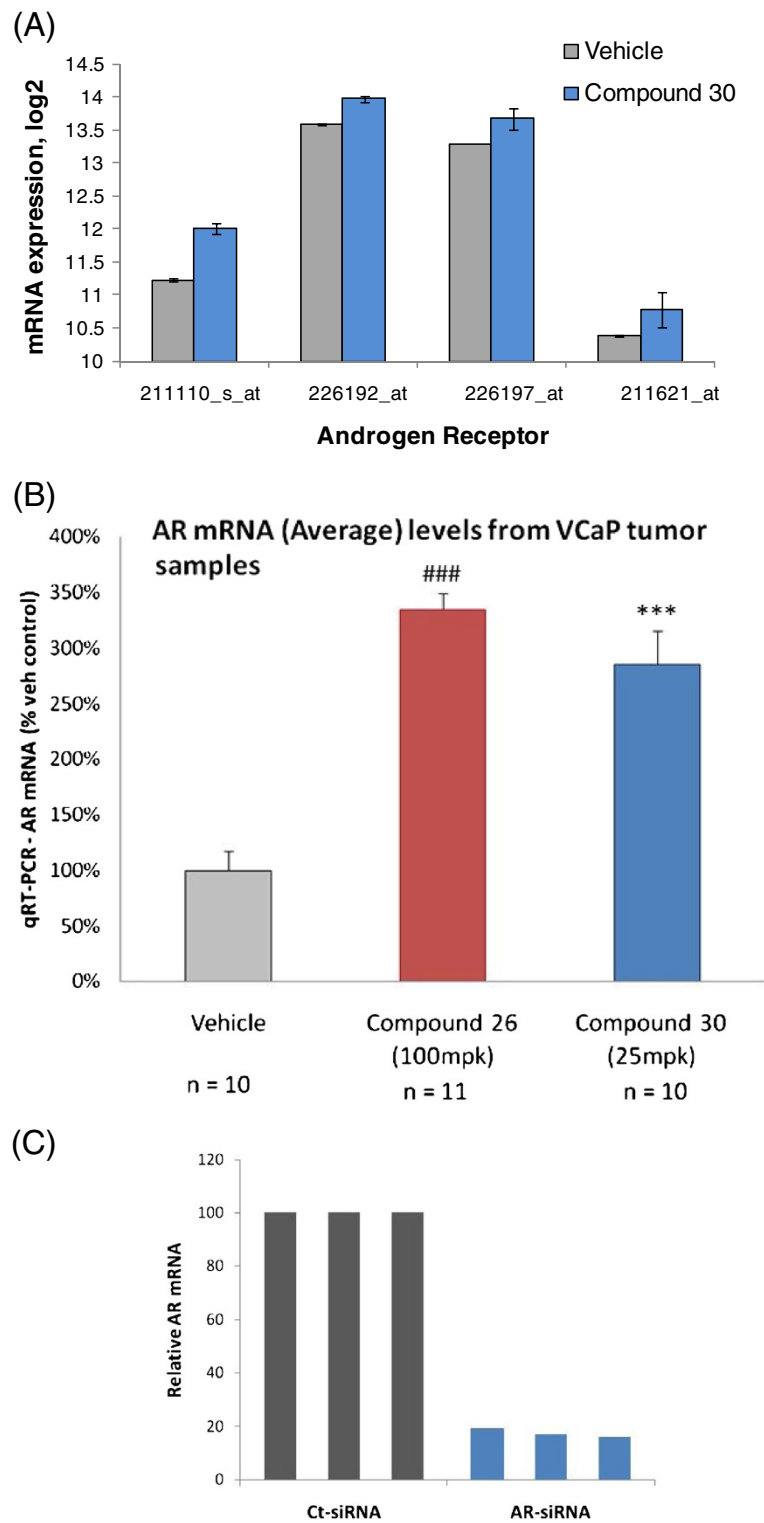 (A)
Vehicle
Compound 30
mRNA expression, log2
14.5
14
13.5
13
12
11.5
11
10.5
10
211110_s_at 226192_at 226197_at 211621_at
Androgen Receptor
(B)
AR mRNA (Average) levels from VCaP tumor
samples
qRT-PCR - AR mRNA (% veh control)
400%
350%
300%
250%
200%
150%
100%
50%
0%
###
***
Vehicle Compound 26 Compound 30
(100mpk) (25mpk)
n = 10 n = 11 n = 10
(C)
Relative AR mRNA
120
100
80
60
40
20
0
Ct-siRNA AR-siRNA